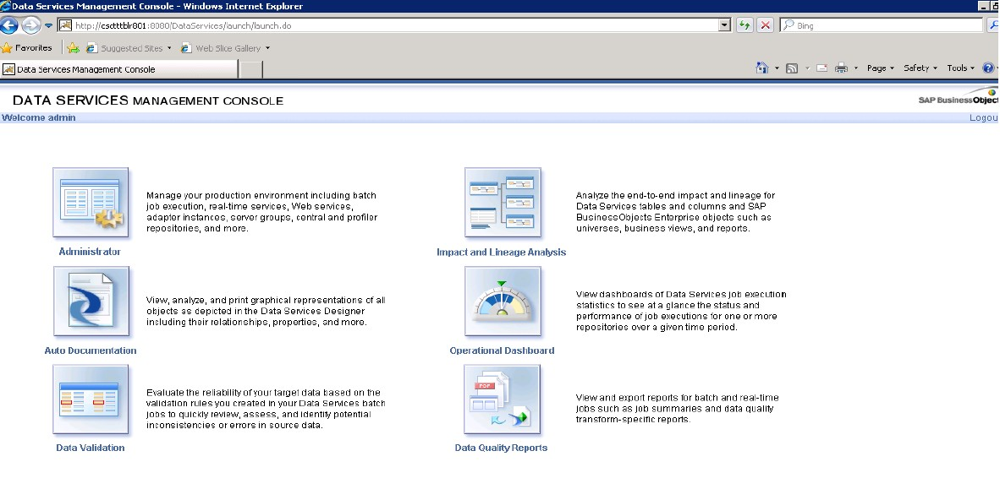 Data Services Management Console - Windows Internet Explorer
http://csctttblr801:8080/DataServices/launch/launch.do
Bing
Favorites
Suggested Sites
Web Slice Gallery
Data Services Management Console
Page
Safety
Tools
DATA SERVICES MANAGEMENT CONSOLE
SAP BusinessObject
Welcome admin
Logou
Manage your production environment including batch
job execution, real-time services, Web services,
adapter instances, server groups, central and profiler
repositories, and more.
Administrator
Analyze the end-to-end impact and lineage for
Data Services tables and columns and SAP
BusinessObjects Enterprise objects such as
universes, business views, and reports.
Impact and Lineage Analysis
View, analyze, and print graphical representations of all
objects as depicted in the Data Services Designer
including their relationships, properties, and more.
Auto Documentation
View dashboards of Data Services job execution
statistics to see at a glance the status and
performance of job executions for one or more
repositories over a given time period.
Operational Dashboard
Evaluate the reliability of your target data based on the
validation rules you created in your Data Services batch
jobs to quickly review, assess, and identify potential
inconsistencies or errors in source data.
Data Validation
PDF
View and export reports for batch and real-time
jobs such as job summaries and data quality
transform-specific reports.
Data Quality Reports